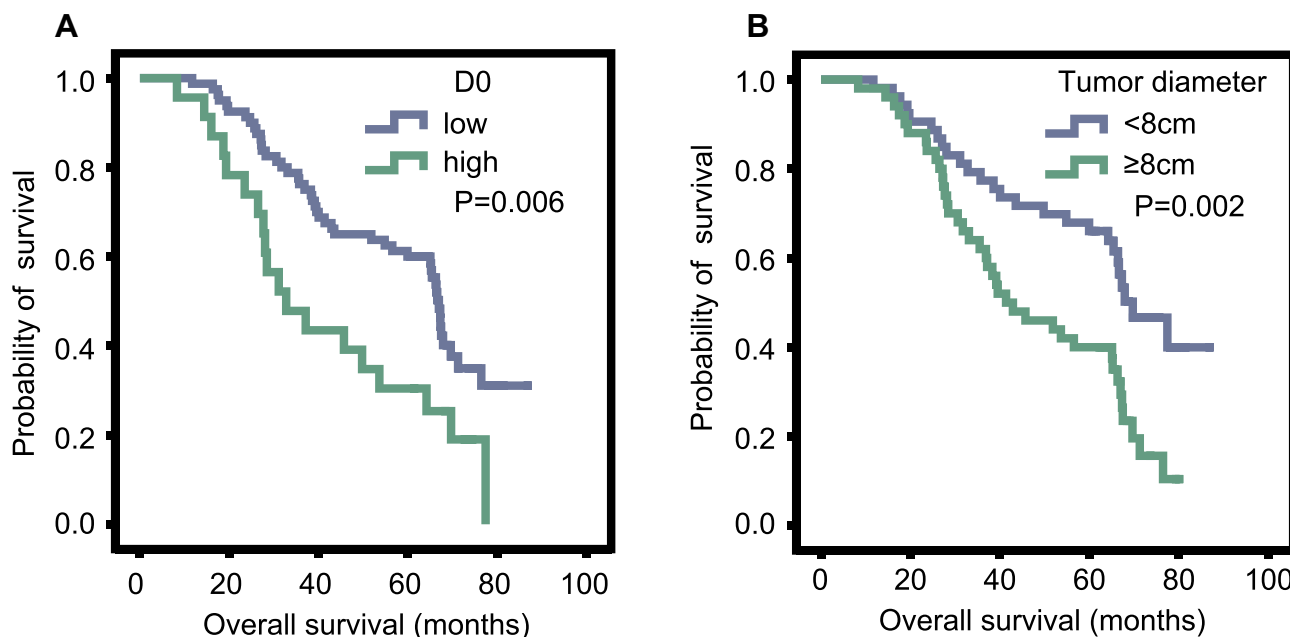 A
Probability of survival
1.0
0.8
0.6
0.4
0.2
0.0
D0
low
high
P=0.006
0 20 40 60 80 100
Overall survival (months)
B
Probability of survival
1.0
0.8
0.6
0.4
0.2
0.0
Tumor diameter
<8cm
≥8cm
P=0.002
0 20 40 60 80 100
Overall survival (months)